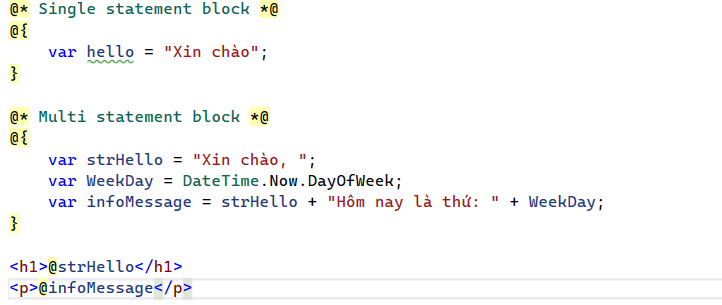 @* Single statement block *@
@{
    var hello = "Xin chào";
}

@* Multi statement block *@
@{
    var strHello = "Xin chào, ";
    var WeekDay = DateTime.Now.DayOfWeek;
    var infoMessage = strHello + "Hôm nay là thứ: " + WeekDay;
}

<h1>@strHello</h1>
<p>@infoMessage</p>